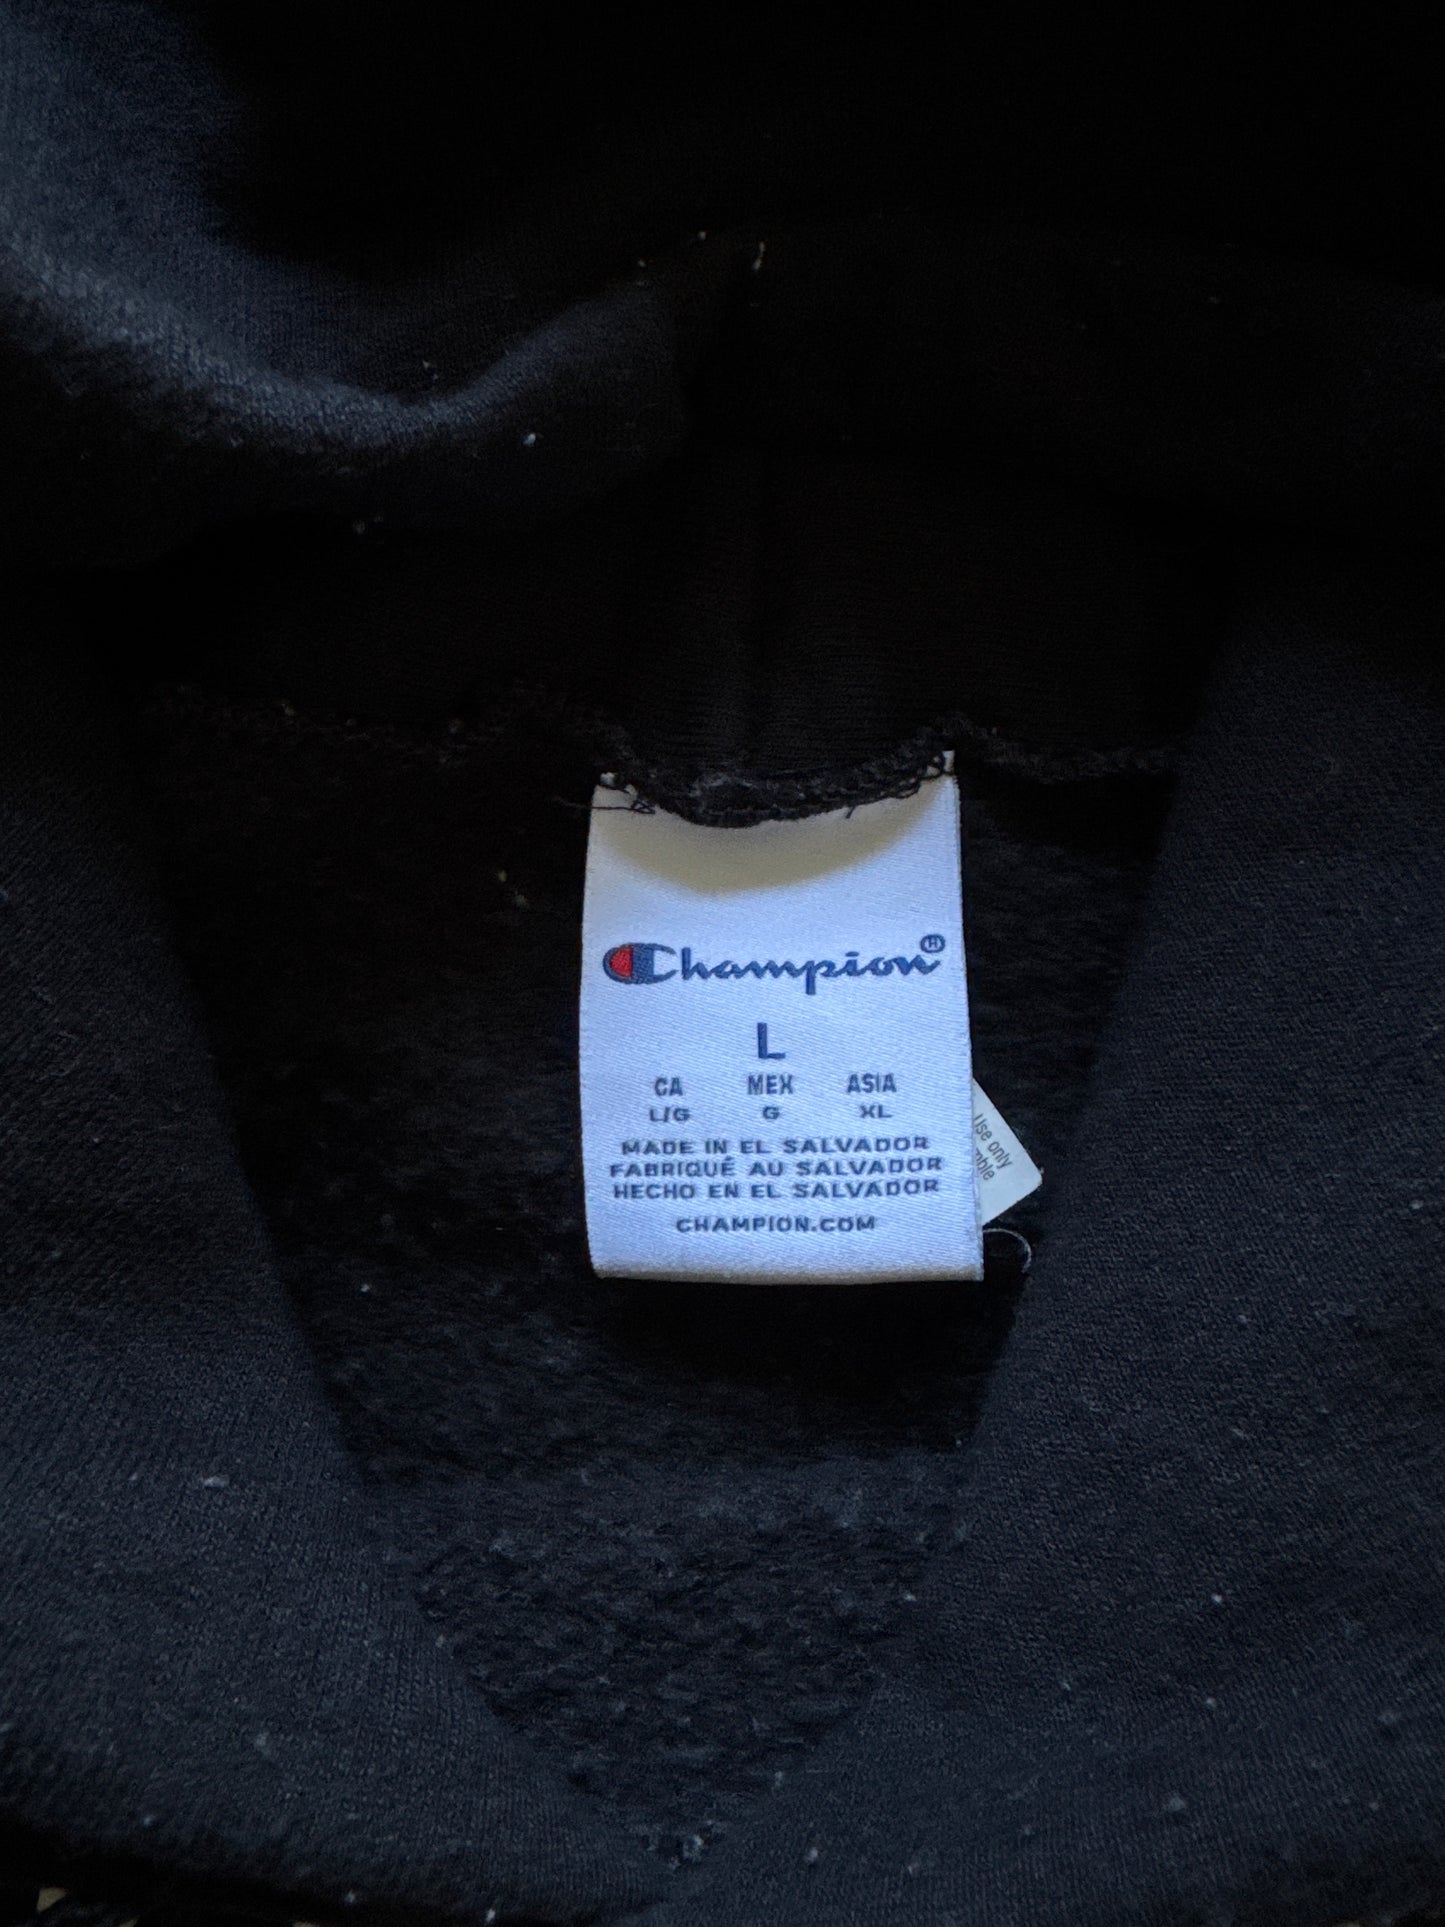 Champion Ⓗ
L
CA MEX ASIA
L/G G XL
MADE IN EL SALVADOR
FABRIQUÉ AU SALVADOR
HECHO EN EL SALVADOR
CHAMPION.COM
Use only